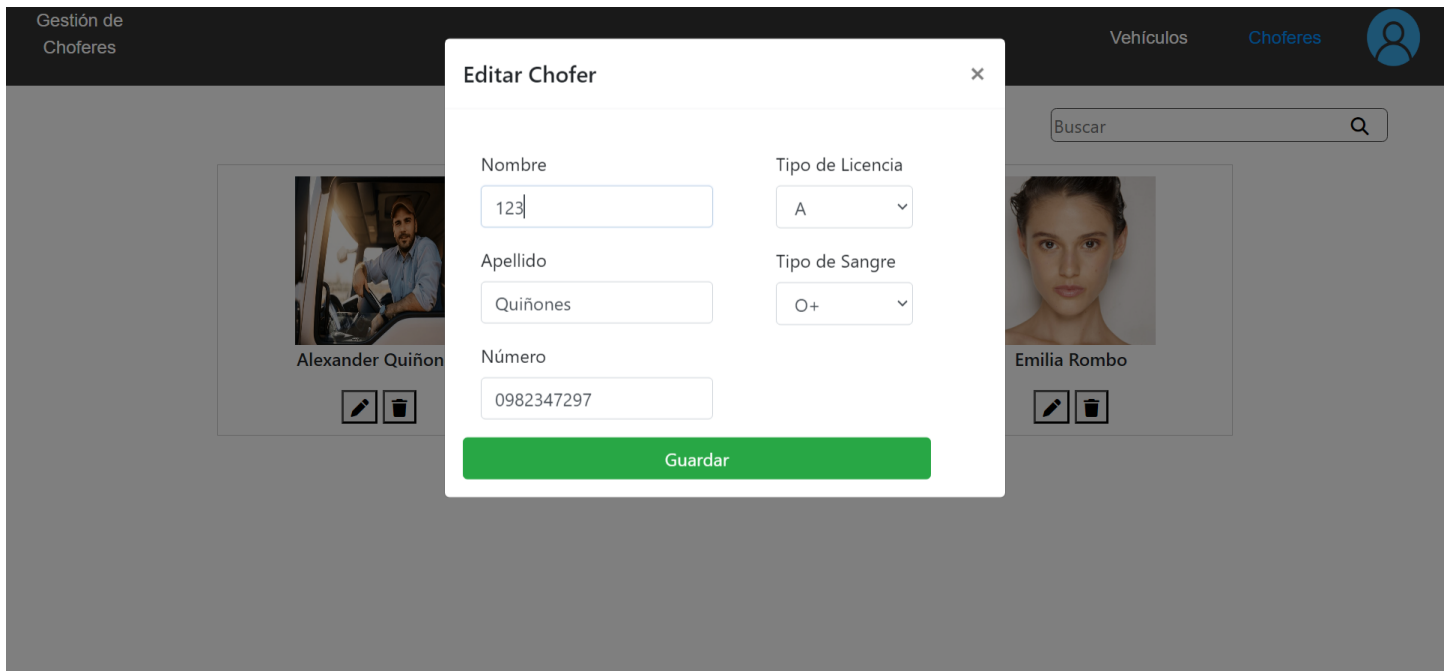 Gestión de
Choferes
Vehículos
Choferes
Editar Chofer
×
Buscar
Nombre
123
Tipo de Licencia
A
Apellido
Quiñones
Tipo de Sangre
O+
Número
0982347297
Guardar
Alexander Quiñon
Emilia Rombo